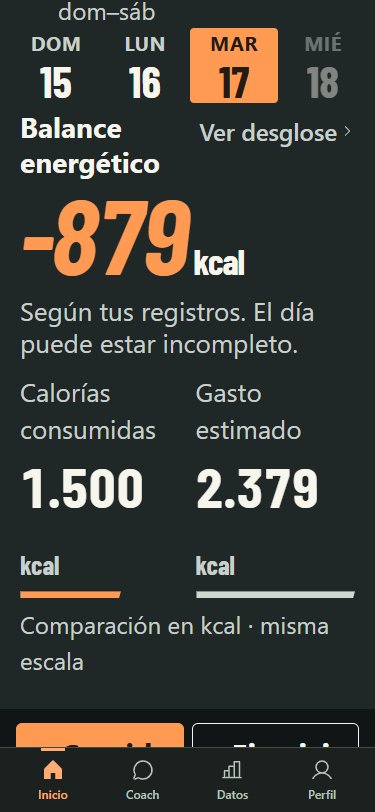 dom–sáb
DOM LUN MAR MIÉ
15 16 17 18
Balance energético
Ver desglose ›
-879 kcal
Según tus registros. El día
puede estar incompleto.
Calorías consumidas
1.500
kcal
Gasto estimado
2.379
kcal
Comparación en kcal · misma
escala
Inicio Coach Datos Perfil